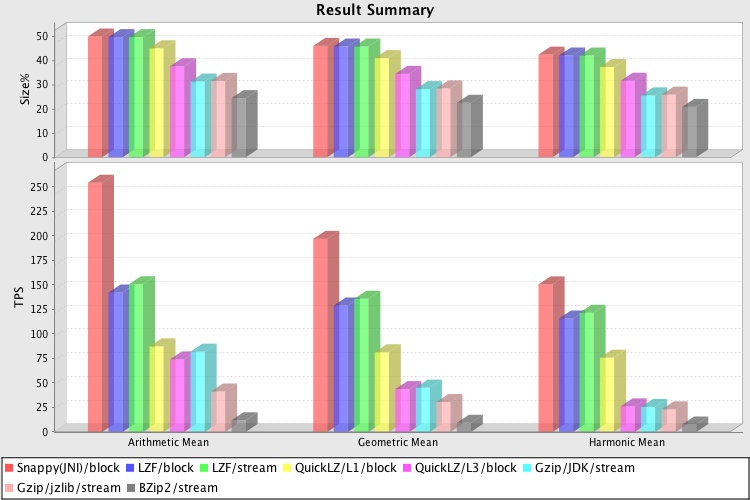 Result Summary
Size%
50
40
30
20
10
0
TPS
250
225
200
175
150
125
100
75
50
25
0
Arithmetic Mean
Geometric Mean
Harmonic Mean
Snappy(JNI)/block LZF/block LZF/stream QuickLZ/L1/block QuickLZ/L3/block Gzip/JDK/stream
Gzip/jzlib/stream BZip2/stream